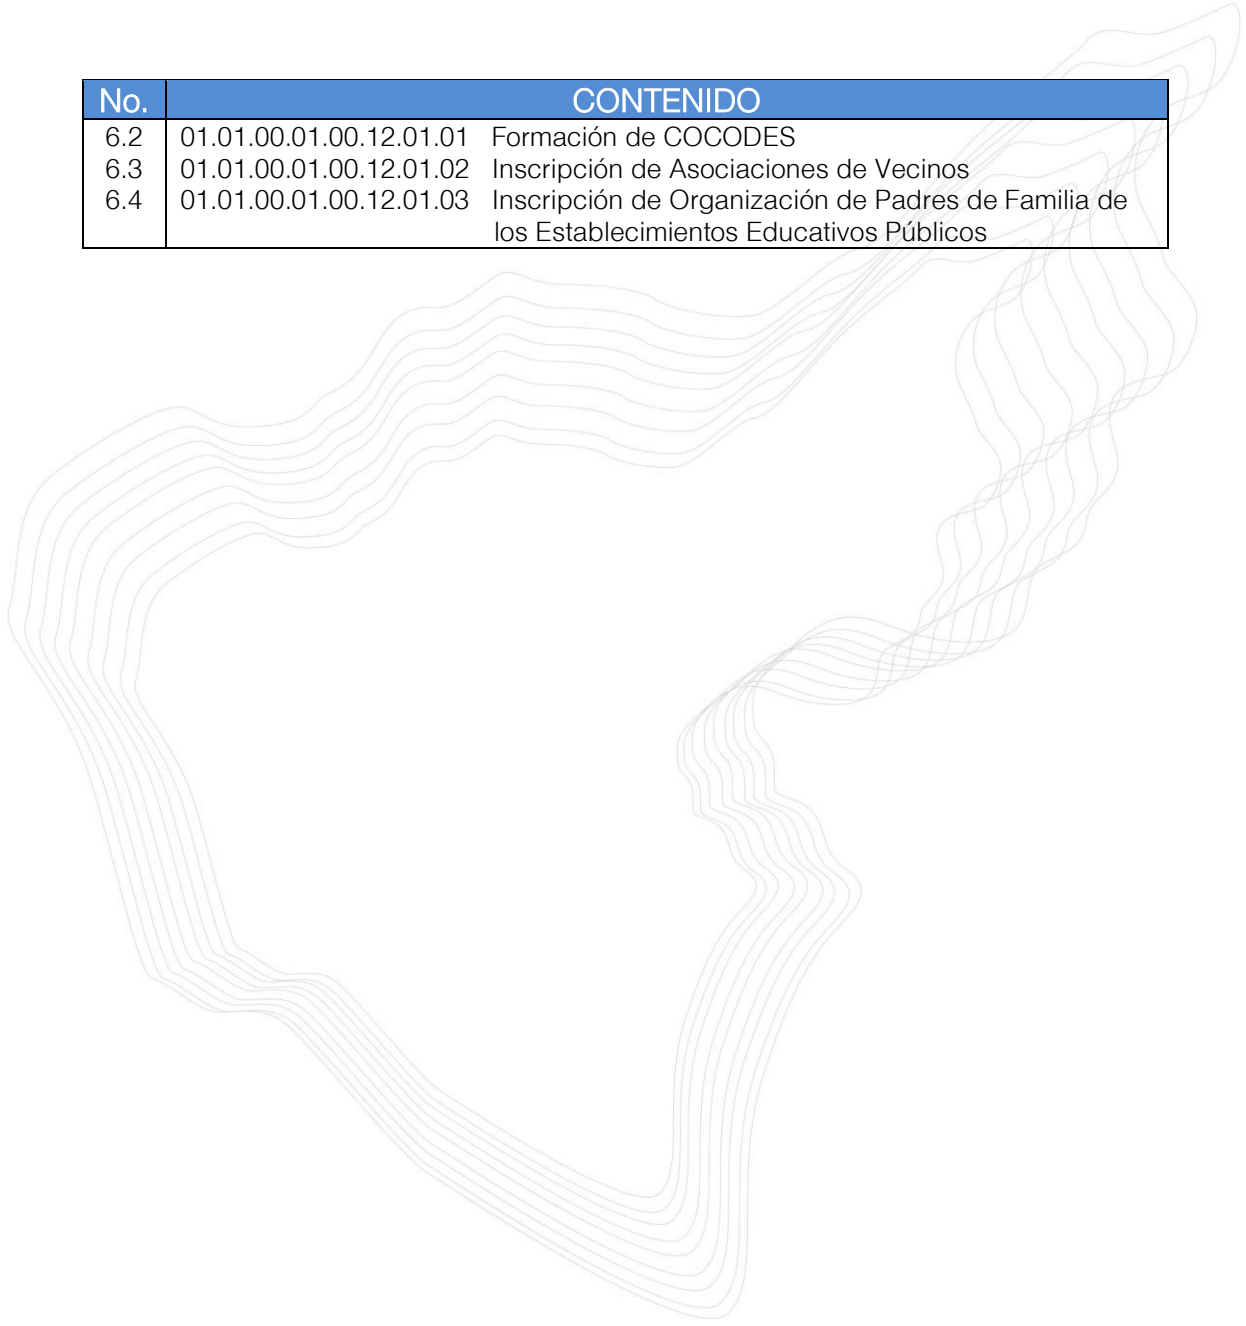 No. CONTENIDO
6.2 01.01.00.01.00.12.01.01 Formación de COCODES
6.3 01.01.00.01.00.12.01.02 Inscripción de Asociaciones de Vecinos
6.4 01.01.00.01.00.12.01.03 Inscripción de Organización de Padres de Familia de
los Establecimientos Educativos Públicos